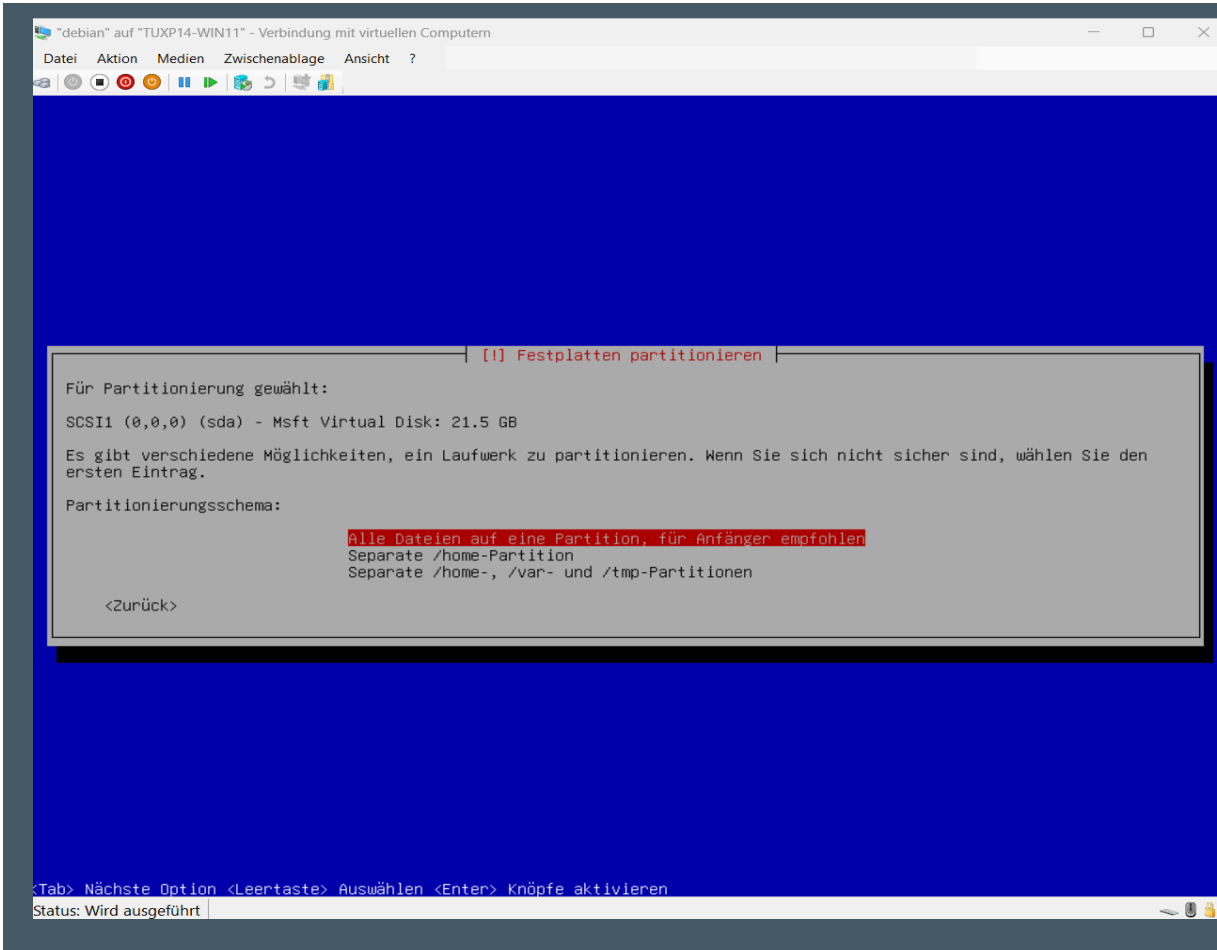 "debian" auf "TUXP14-WIN11" - Verbindung mit virtuellen Computern
Datei Aktion Medien Zwischenablage Ansicht ?
[!] Festplatten partitionieren
Für Partitionierung gewählt:
SCSI1 (0,0,0) (sda) - Msft Virtual Disk: 21.5 GB
Es gibt verschiedene Möglichkeiten, ein Laufwerk zu partitionieren. Wenn Sie sich nicht sicher sind, wählen Sie den
ersten Eintrag.
Partitionierungsschema:
Alle Dateien auf eine Partition, für Anfänger empfohlen
Separate /home-Partition
Separate /home-, /var- und /tmp-Partitionen
<Zurück>
<Tab> Nächste Option <Leertaste> Auswählen <Enter> Knöpfe aktivieren
Status: Wird ausgeführt